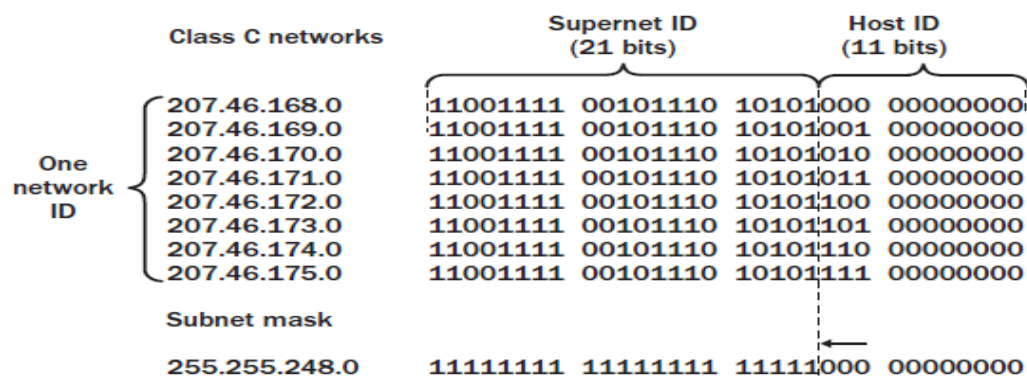 Class C networks
Supernet ID
(21 bits)
Host ID
(11 bits)
One
network
ID
207.46.168.0 11001111 00101110 10101000 00000000
207.46.169.0 11001111 00101110 10101001 00000000
207.46.170.0 11001111 00101110 10101010 00000000
207.46.171.0 11001111 00101110 10101011 00000000
207.46.172.0 11001111 00101110 10101100 00000000
207.46.173.0 11001111 00101110 10101101 00000000
207.46.174.0 11001111 00101110 10101110 00000000
207.46.175.0 11001111 00101110 10101111 00000000
Subnet mask
255.255.248.0 11111111 11111111 11111000 00000000